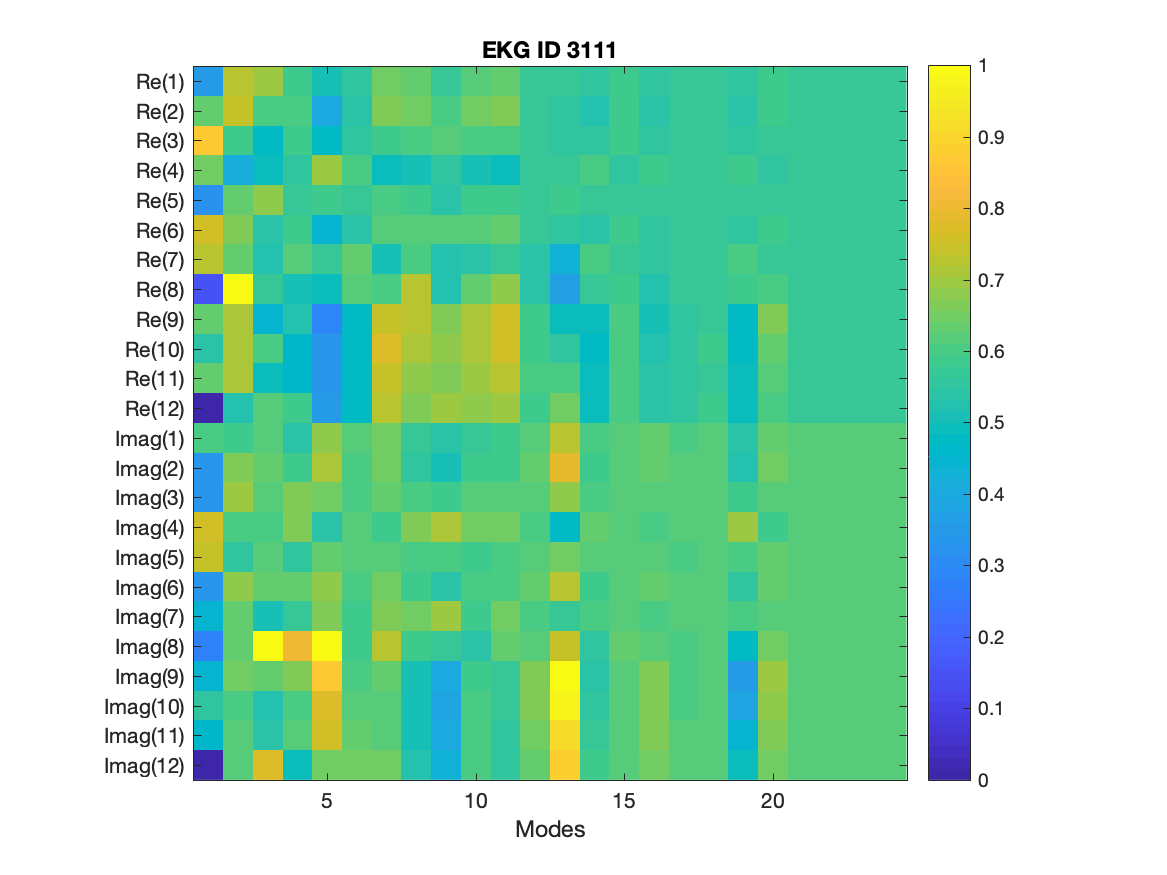 EKG ID 3111
Re(1)
Re(2)
Re(3)
Re(4)
Re(5)
Re(6)
Re(7)
Re(8)
Re(9)
Re(10)
Re(11)
Re(12)
Imag(1)
Imag(2)
Imag(3)
Imag(4)
Imag(5)
Imag(6)
Imag(7)
Imag(8)
Imag(9)
Imag(10)
Imag(11)
Imag(12)
5 10 15 20
Modes
1
0.9
0.8
0.7
0.6
0.5
0.4
0.3
0.2
0.1
0